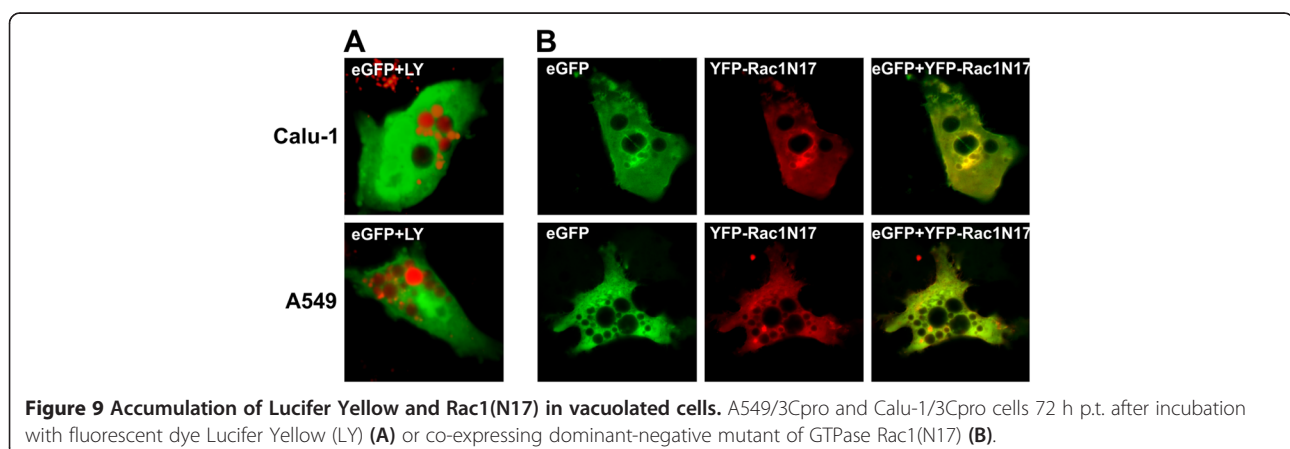 A
B
eGFP+LY
eGFP
YFP-Rac1N17
eGFP+YFP-Rac1N17
Calu-1
eGFP+LY
eGFP
YFP-Rac1N17
eGFP+YFP-Rac1N17
A549
Figure 9 Accumulation of Lucifer Yellow and Rac1(N17) in vacuolated cells. A549/3Cpro and Calu-1/3Cpro cells 72 h p.t. after incubation
with fluorescent dye Lucifer Yellow (LY) (A) or co-expressing dominant-negative mutant of GTPase Rac1(N17) (B).